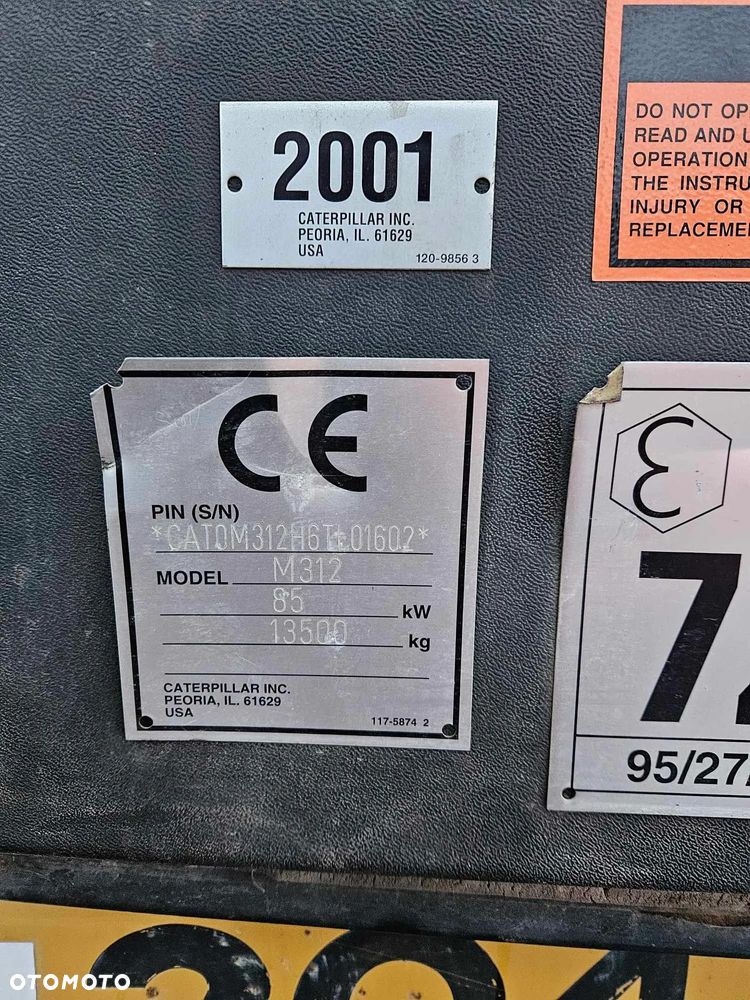 2001
CATERPILLAR INC.
PEORIA, IL. 61629
USA
120-9856 3
DO NOT OP
READ AND U
OPERATION
THE INSTRU
INJURY OR
REPLACEME
CE
PIN (S/N)
*CAT0M312H6TL01602*
MODEL M312
85 kW
13500 kg
CATERPILLAR INC.
PEORIA, IL. 61629
USA
117-5874 2
ε
72
95/27/
OTOMOTO